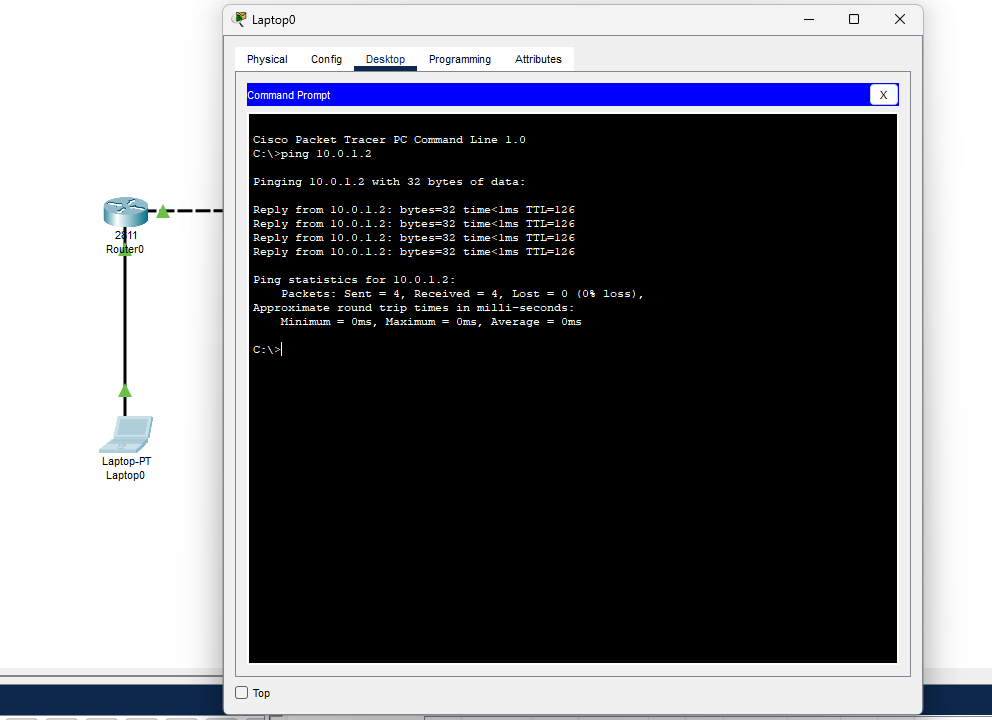 Laptop0
Physical Config Desktop Programming Attributes
Command Prompt X
Cisco Packet Tracer PC Command Line 1.0
C:\>ping 10.0.1.2
Pinging 10.0.1.2 with 32 bytes of data:
Reply from 10.0.1.2: bytes=32 time<1ms TTL=126
Reply from 10.0.1.2: bytes=32 time<1ms TTL=126
Reply from 10.0.1.2: bytes=32 time<1ms TTL=126
Reply from 10.0.1.2: bytes=32 time<1ms TTL=126
Ping statistics for 10.0.1.2:
Packets: Sent = 4, Received = 4, Lost = 0 (0% loss),
Approximate round trip times in milli-seconds:
Minimum = 0ms, Maximum = 0ms, Average = 0ms
C:\>
2811
Router0
Laptop-PT
Laptop0
Top